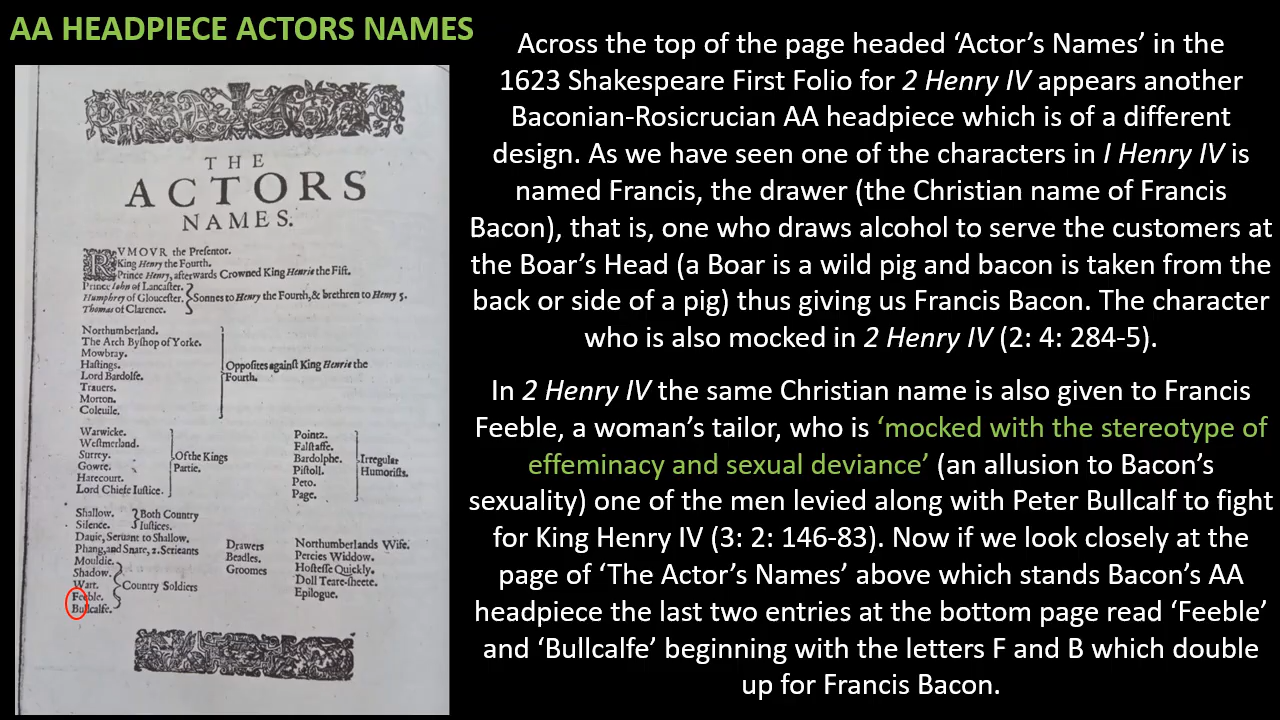 AA HEADPIECE ACTORS NAMES
THE
ACTORS
NAMES.
RVMOVR the Presentor.
King Henry the Fourth.
Prince Henry, afterwards Crowned King Henrie the Fift.
Prince Iohn of Lancaster.
Humphrey of Gloucester. Sonnes to Henry the Fourth, & brethren to Henry 5.
Thomas of Clarence.
Northumberland.
The Arch Byshop of Yorke.
Mowbray.
Hastings.
Lord Bardolfe.
Trauers.
Morton.
Coleuile.
Opposites against King Henrie the
Fourth.
Warwicke.
Westmerland.
Surrey.
Gowre.
Harecourt.
Lord Chiefe Iustice.
Of the Kings
Partie.
Pointz.
Falstaffe.
Bardolphe.
Pistoll.
Peto.
Page.
Irregular
Humorists.
Shallow.
Silence.
Both Country
Iustices.
Dauie, Seruant to Shallow.
Phang, and Snare, 2. Serieants
Mouldie.
Shadow.
Wart.
Feeble.
Bullcalfe.
Country Soldiers
Drawers
Beadles.
Groomes
Northumberlands Wife.
Percies Widdow.
Hostesse Quickly.
Doll Teare-sheete.
Epilogue.
Across the top of the page headed ‘Actor’s Names’ in the
1623 Shakespeare First Folio for 2 Henry IV appears another
Baconian-Rosicrucian AA headpiece which is of a different
design. As we have seen one of the characters in I Henry IV is
named Francis, the drawer (the Christian name of Francis
Bacon), that is, one who draws alcohol to serve the customers at
the Boar’s Head (a Boar is a wild pig and bacon is taken from the
back or side of a pig) thus giving us Francis Bacon. The character
who is also mocked in 2 Henry IV (2: 4: 284-5).
In 2 Henry IV the same Christian name is also given to Francis
Feeble, a woman’s tailor, who is ‘mocked with the stereotype of
effeminacy and sexual deviance’ (an allusion to Bacon’s
sexuality) one of the men levied along with Peter Bullcalf to fight
for King Henry IV (3: 2: 146-83). Now if we look closely at the
page of ‘The Actor’s Names’ above which stands Bacon’s AA
headpiece the last two entries at the bottom page read ‘Feeble’
and ‘Bullcalfe’ beginning with the letters F and B which double
up for Francis Bacon.